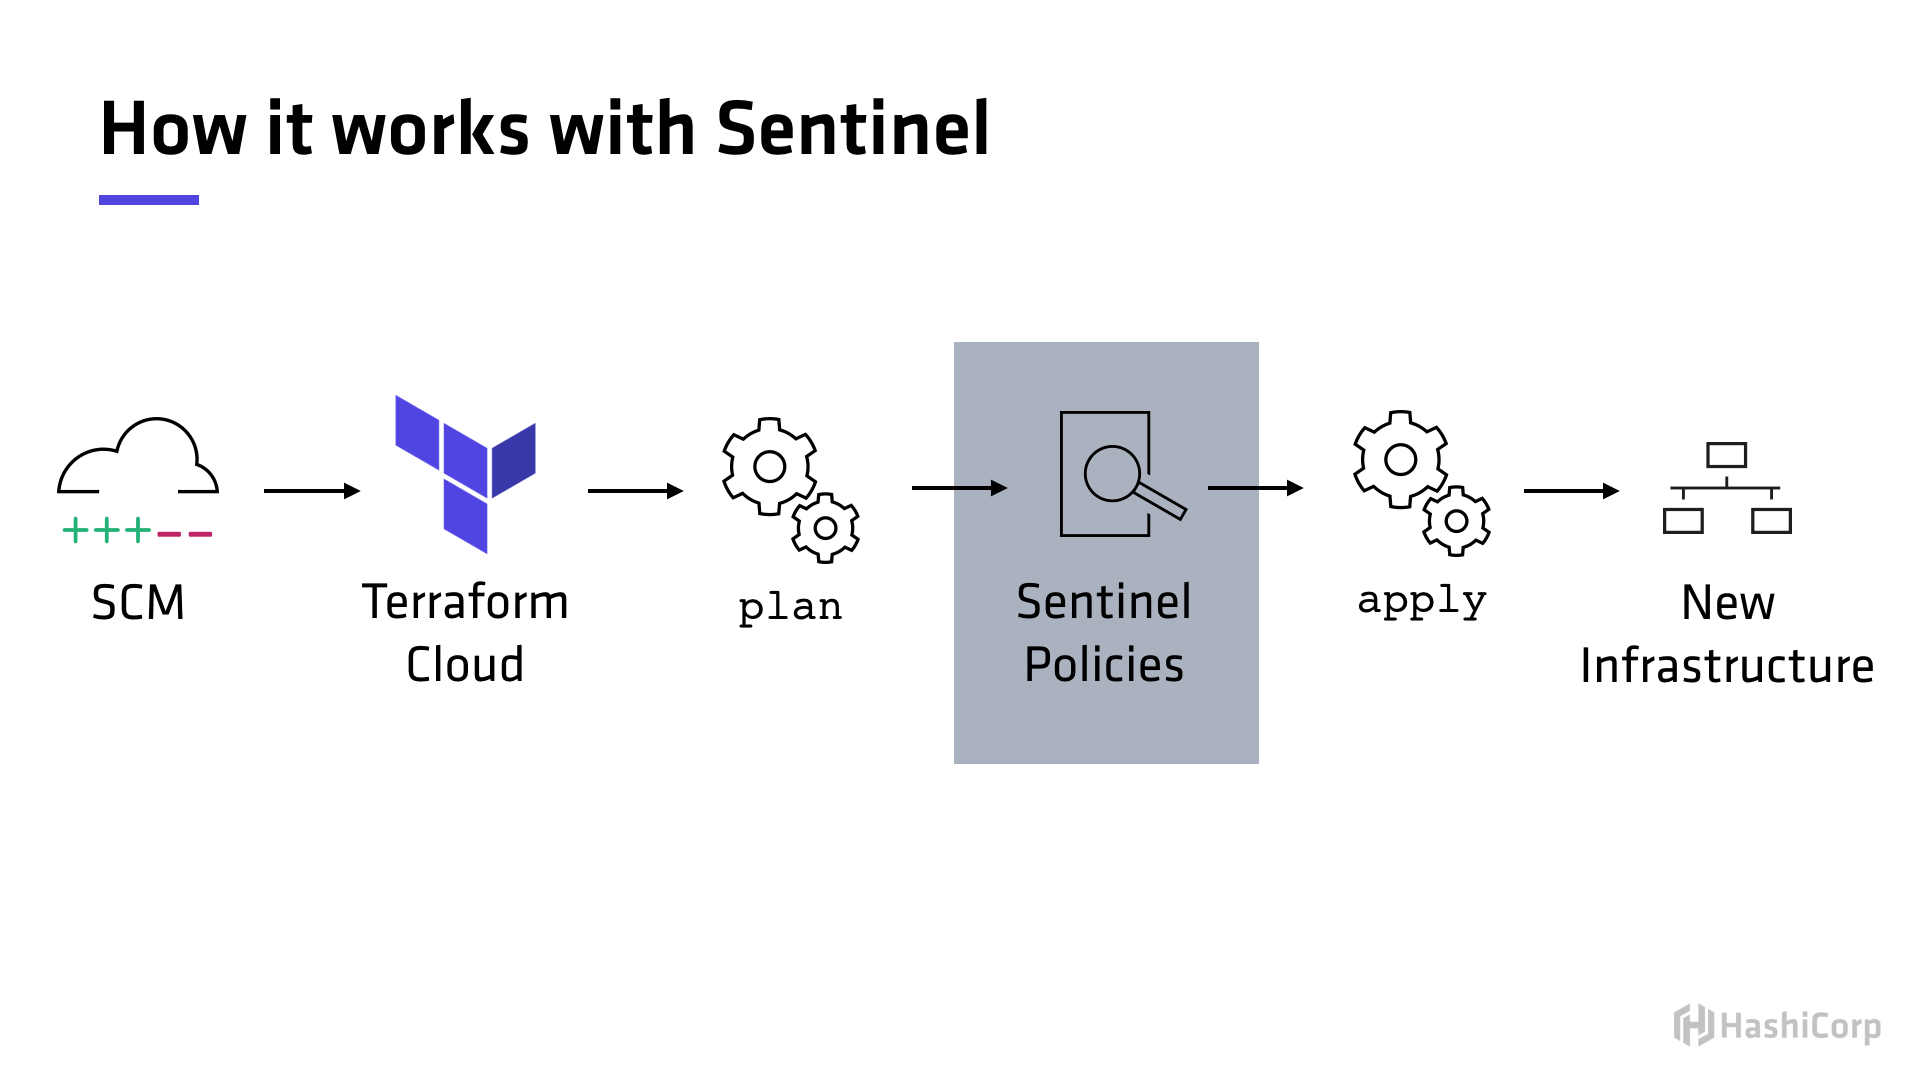 How it works with Sentinel
+++--
SCM
Terraform
Cloud
plan
Sentinel
Policies
apply
New
Infrastructure
HashiCorp